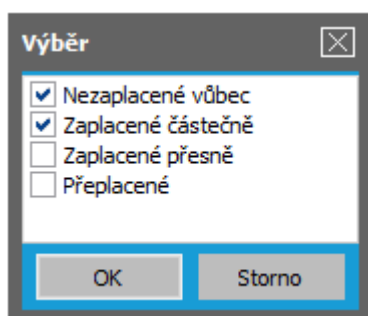 Výběr
Nezaplacené vůbec
Zaplacené částečně
Zaplacené přesně
Přeplacené
OK
Storno